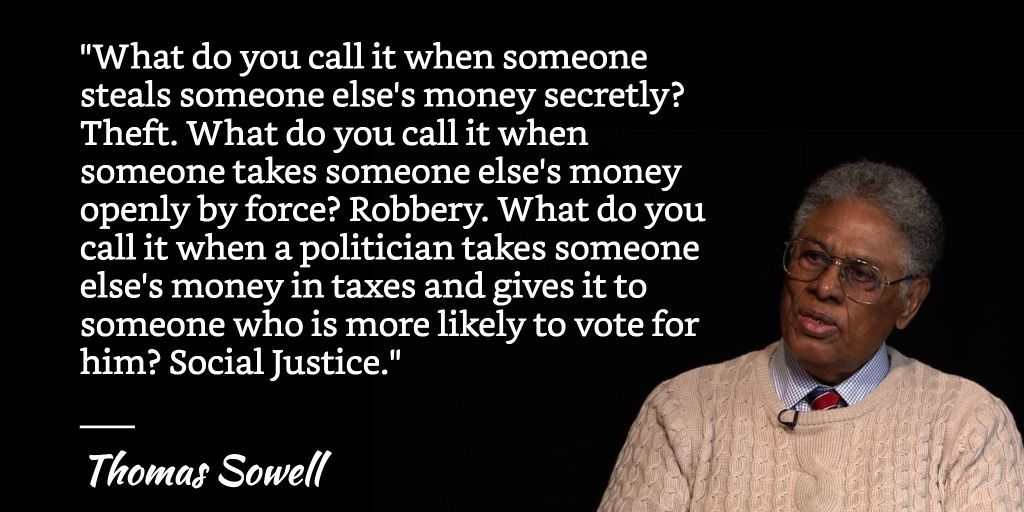 "What do you call it when someone
steals someone else's money secretly?
Theft. What do you call it when
someone takes someone else's money
openly by force? Robbery. What do you
call it when a politician takes someone
else's money in taxes and gives it to
someone who is more likely to vote for
him? Social Justice."
Thomas Sowell